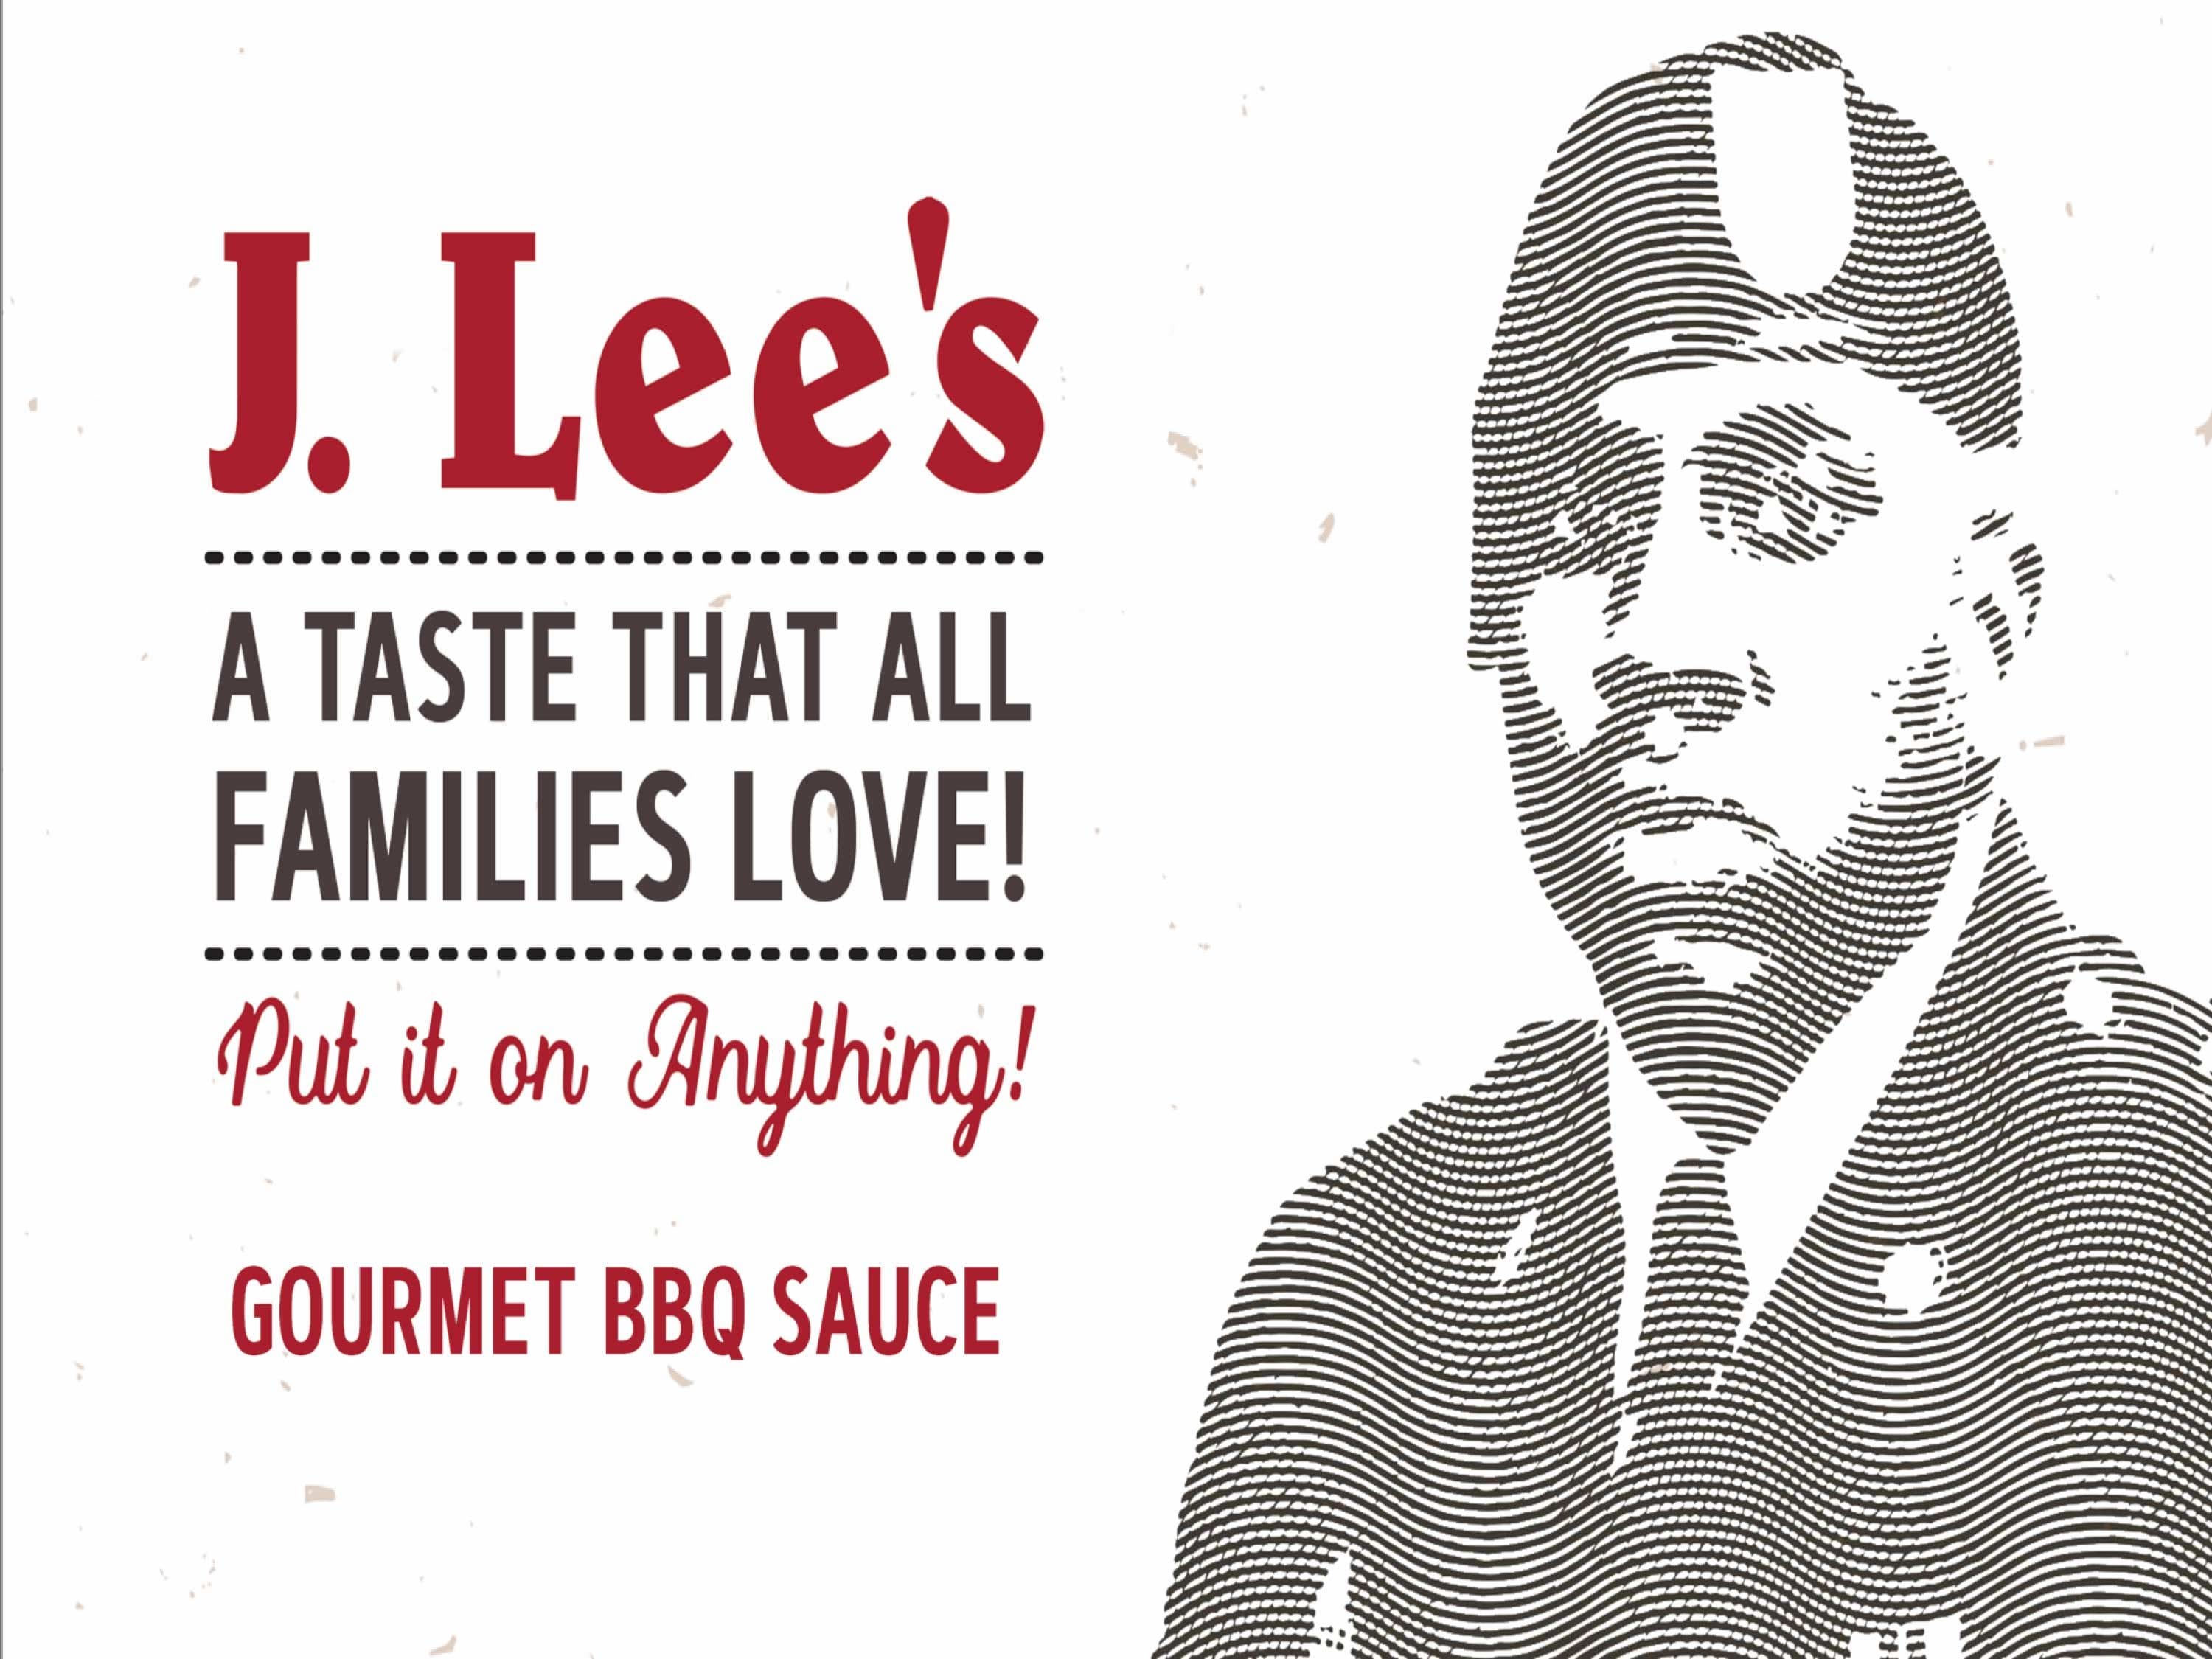 J. Lee's
A TASTE THAT ALL
FAMILIES LOVE!
Put it on Anything!
GOURMET BBQ SAUCE